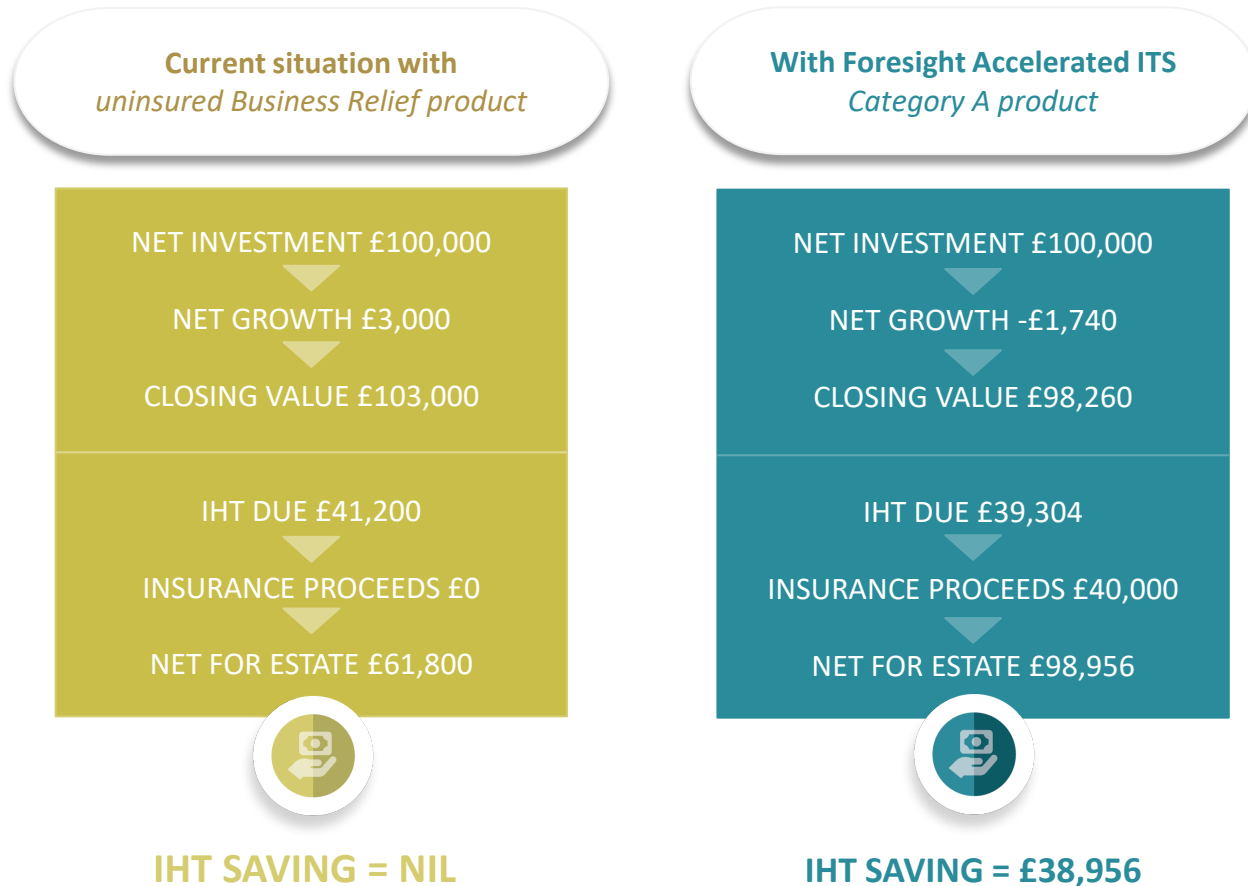 Current situation with
uninsured Business Relief product
NET INVESTMENT £100,000
NET GROWTH £3,000
CLOSING VALUE £103,000
IHT DUE £41,200
INSURANCE PROCEEDS £0
NET FOR ESTATE £61,800
IHT SAVING = NIL
With Foresight Accelerated ITS
Category A product
NET INVESTMENT £100,000
NET GROWTH -£1,740
CLOSING VALUE £98,260
IHT DUE £39,304
INSURANCE PROCEEDS £40,000
NET FOR ESTATE £98,956
IHT SAVING = £38,956